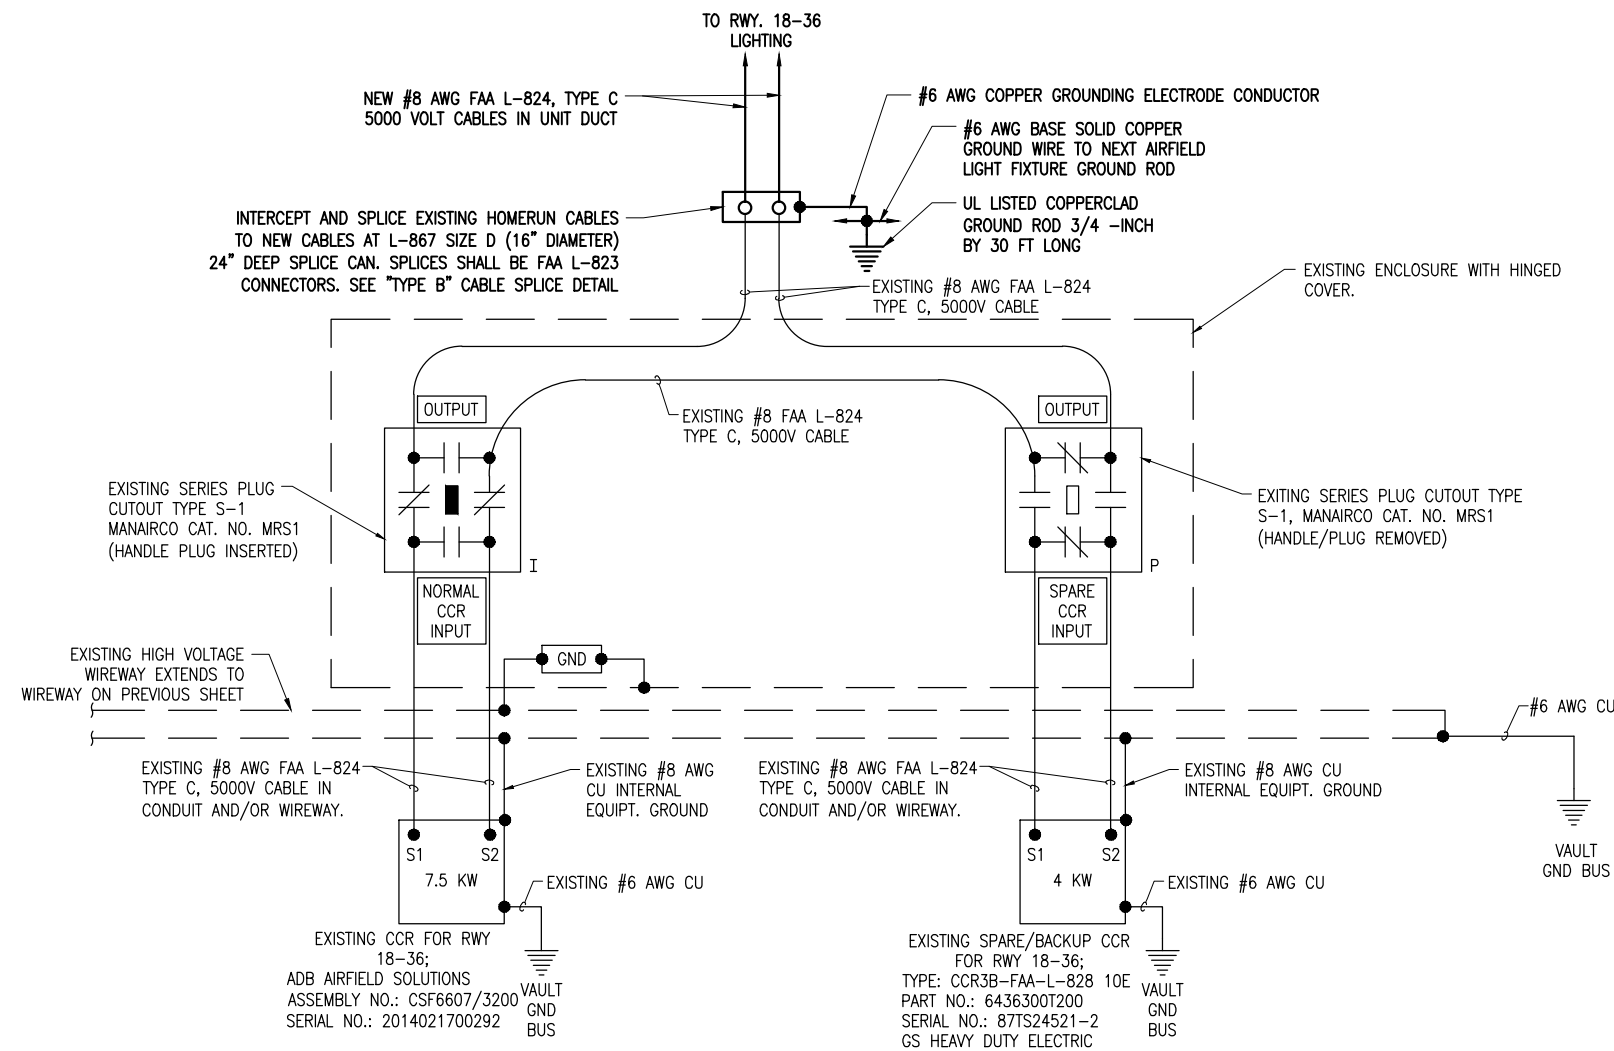 TO RWY. 18-36
LIGHTING
NEW #8 AWG FAA L-824, TYPE C
5000 VOLT CABLES IN UNIT DUCT
#6 AWG COPPER GROUNDING ELECTRODE CONDUCTOR
#6 AWG BASE SOLID COPPER
GROUND WIRE TO NEXT AIRFIELD
LIGHT FIXTURE GROUND ROD
UL LISTED COPPERCLAD
GROUND ROD 3/4 -INCH
BY 30 FT LONG
INTERCEPT AND SPLICE EXISTING HOMERUN CABLES
TO NEW CABLES AT L-867 SIZE D (16" DIAMETER)
24" DEEP SPLICE CAN. SPLICES SHALL BE FAA L-823
CONNECTORS. SEE "TYPE B" CABLE SPLICE DETAIL
EXISTING #8 AWG FAA L-824
TYPE C, 5000V CABLE
EXISTING ENCLOSURE WITH HINGED
COVER.
OUTPUT
EXISTING #8 FAA L-824
TYPE C, 5000V CABLE
OUTPUT
EXISTING SERIES PLUG
CUTOUT TYPE S-1
MANAIRCO CAT. NO. MRS1
(HANDLE PLUG INSERTED)
I
EXITING SERIES PLUG CUTOUT TYPE
S-1, MANAIRCO CAT. NO. MRS1
(HANDLE/PLUG REMOVED)
P
NORMAL
CCR
INPUT
SPARE
CCR
INPUT
GND
EXISTING HIGH VOLTAGE
WIREWAY EXTENDS TO
WIREWAY ON PREVIOUS SHEET
#6 AWG CU
EXISTING #8 AWG FAA L-824
TYPE C, 5000V CABLE IN
CONDUIT AND/OR WIREWAY.
EXISTING #8 AWG
CU INTERNAL
EQUIPT. GROUND
EXISTING #8 AWG FAA L-824
TYPE C, 5000V CABLE IN
CONDUIT AND/OR WIREWAY.
EXISTING #8 AWG CU
INTERNAL EQUIPT. GROUND
VAULT
GND BUS
S1 S2
7.5 KW
EXISTING #6 AWG CU
S1 S2
4 KW
EXISTING #6 AWG CU
EXISTING CCR FOR RWY
18-36;
ADB AIRFIELD SOLUTIONS
ASSEMBLY NO.: CSF6607/3200
SERIAL NO.: 2014021700292
VAULT
GND
BUS
EXISTING SPARE/BACKUP CCR
FOR RWY 18-36;
TYPE: CCR3B-FAA-L-828 10E
PART NO.: 6436300T200
SERIAL NO.: 87TS24521-2
GS HEAVY DUTY ELECTRIC
VAULT
GND
BUS